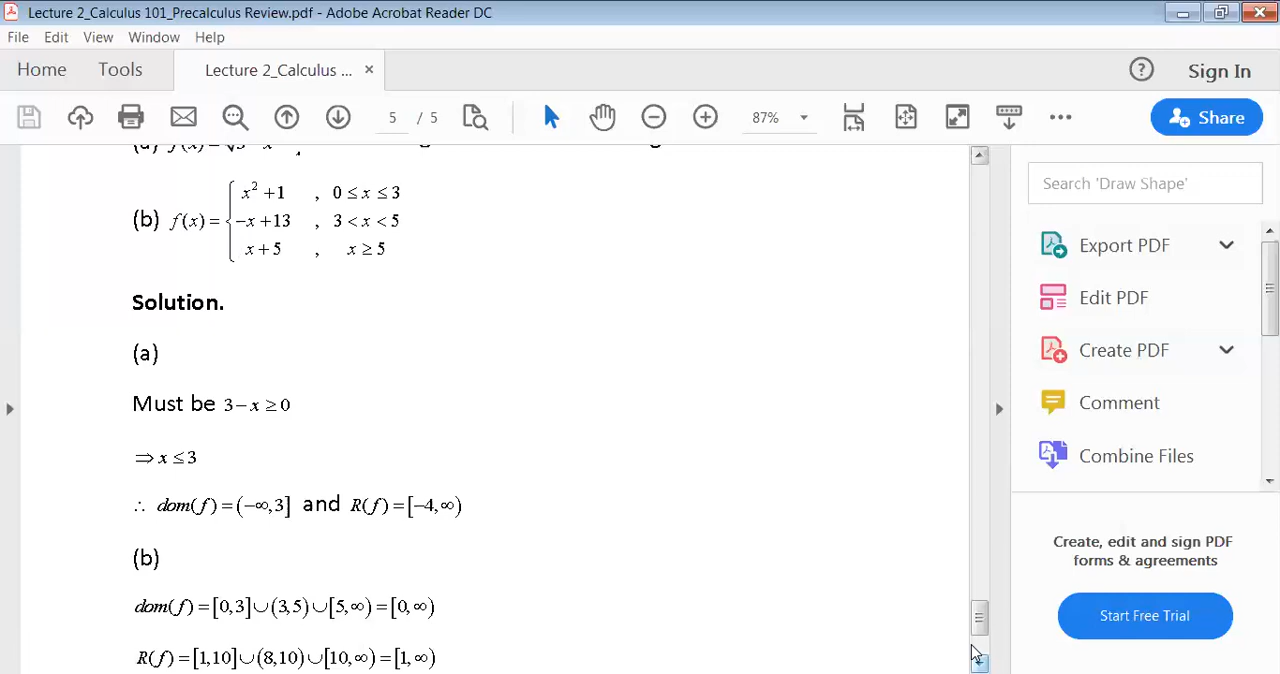 Lecture 2_Calculus 101_Precalculus Review.pdf - Adobe Acrobat Reader DC
File Edit View Window Help
Home Tools Lecture 2_Calculus ... × ? Sign In
5 / 5 87% Share
Search 'Draw Shape'
(b) f(x) = { x² + 1 , 0 ≤ x ≤ 3
−x + 13 , 3 < x < 5
x + 5 , x ≥ 5
Solution.
(a)
Must be 3 − x ≥ 0
⇒ x ≤ 3
∴ dom(f) = (−∞, 3] and R(f) = [−4, ∞)
(b)
dom(f) = [0,3] ∪ (3,5) ∪ [5,∞) = [0,∞)
R(f) = [1,10] ∪ (8,10) ∪ [10,∞) = [1,∞)
Export PDF
Edit PDF
Create PDF
Comment
Combine Files
Create, edit and sign PDF
forms & agreements
Start Free Trial